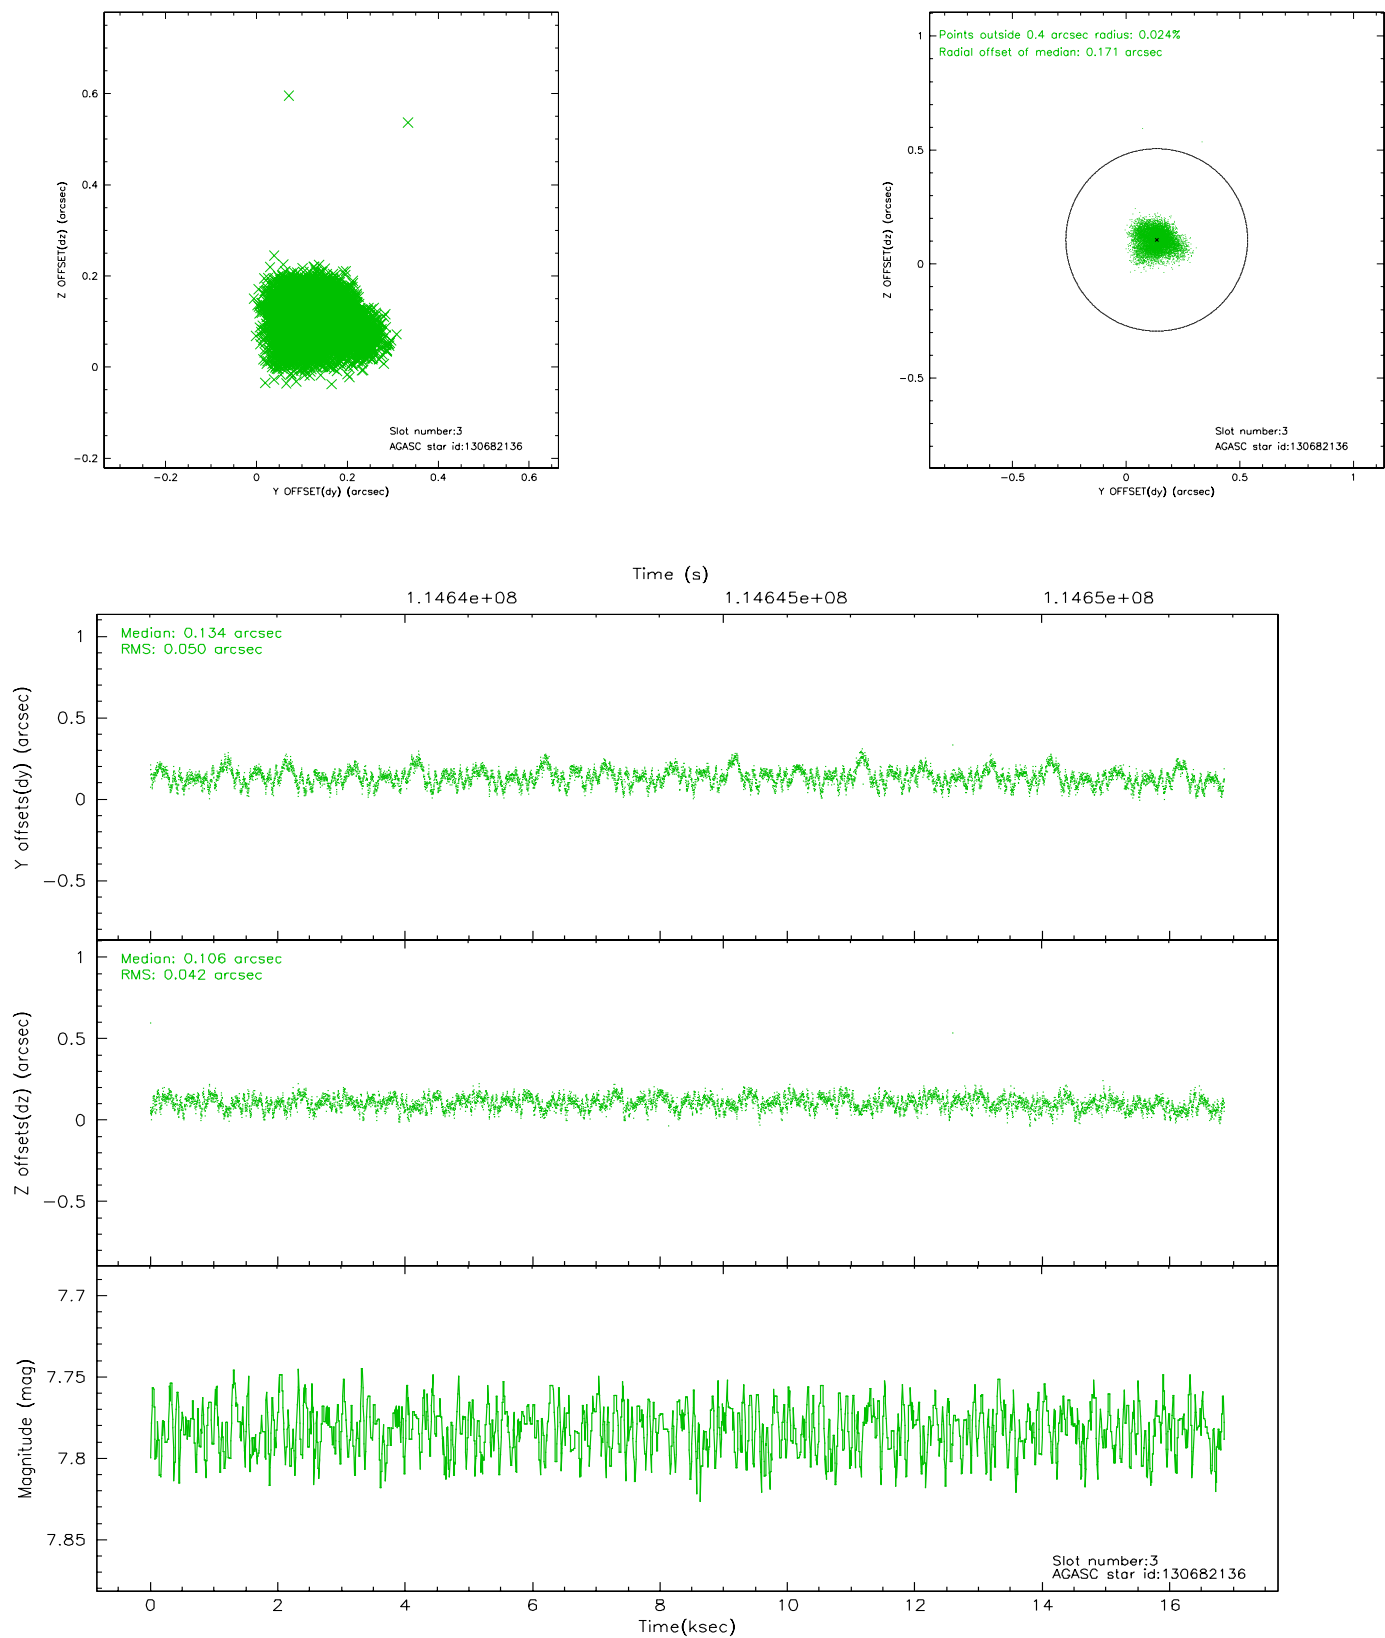 0.6
0.4
0.2
0
-0.2
Z OFFSET(dz) (arcsec)
Slot number:3
AGASC star id:130682136
-0.2 0 0.2 0.4 0.6
Y OFFSET(dy) (arcsec)
Points outside 0.4 arcsec radius: 0.024%
Radial offset of median: 0.171 arcsec
1
0.5
0
-0.5
Z OFFSET(dz) (arcsec)
Slot number:3
AGASC star id:130682136
-0.5 0 0.5 1
Y OFFSET(dy) (arcsec)
Time (s)
1.1464e+08 1.14645e+08 1.1465e+08
Median: 0.134 arcsec
RMS: 0.050 arcsec
1
0.5
0
-0.5
Y offsets(dy) (arcsec)
Median: 0.106 arcsec
RMS: 0.042 arcsec
1
0.5
0
-0.5
Z offsets(dz) (arcsec)
7.7
7.75
7.8
7.85
Magnitude (mag)
Slot number:3
AGASC star id:130682136
0 2 4 6 8 10 12 14 16
Time(ksec)